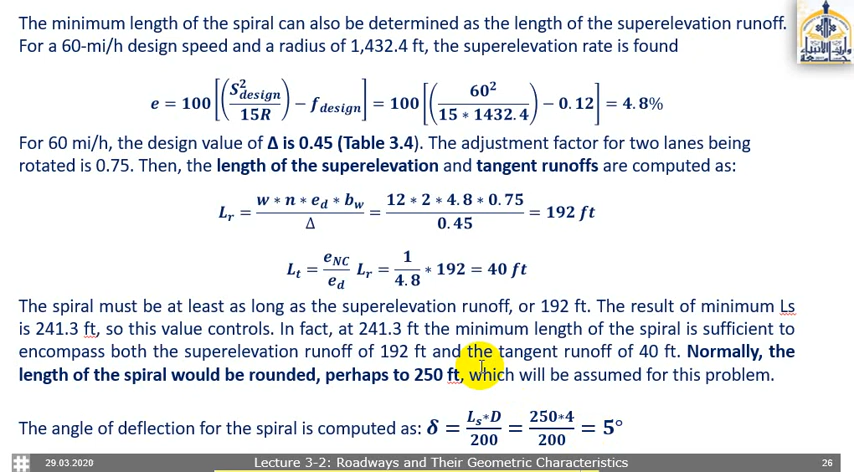 The minimum length of the spiral can also be determined as the length of the superelevation runoff.
For a 60-mi/h design speed and a radius of 1,432.4 ft, the superelevation rate is found
e = 100 [(S²design / 15R) − f design] = 100 [(60² / 15 * 1432.4) − 0.12] = 4.8%
For 60 mi/h, the design value of Δ is 0.45 (Table 3.4). The adjustment factor for two lanes being
rotated is 0.75. Then, the length of the superelevation and tangent runoffs are computed as:
Lr = w * n * ed * bw / Δ = 12 * 2 * 4.8 * 0.75 / 0.45 = 192 ft
Lt = eNC / ed Lr = 1 / 4.8 * 192 = 40 ft
The spiral must be at least as long as the superelevation runoff, or 192 ft. The result of minimum Ls
is 241.3 ft, so this value controls. In fact, at 241.3 ft the minimum length of the spiral is sufficient to
encompass both the superelevation runoff of 192 ft and the tangent runoff of 40 ft. Normally, the
length of the spiral would be rounded, perhaps to 250 ft, which will be assumed for this problem.
The angle of deflection for the spiral is computed as: δ = Ls*D / 200 = 250*4 / 200 = 5°
29.03.2020 Lecture 3-2: Roadways and Their Geometric Characteristics 26